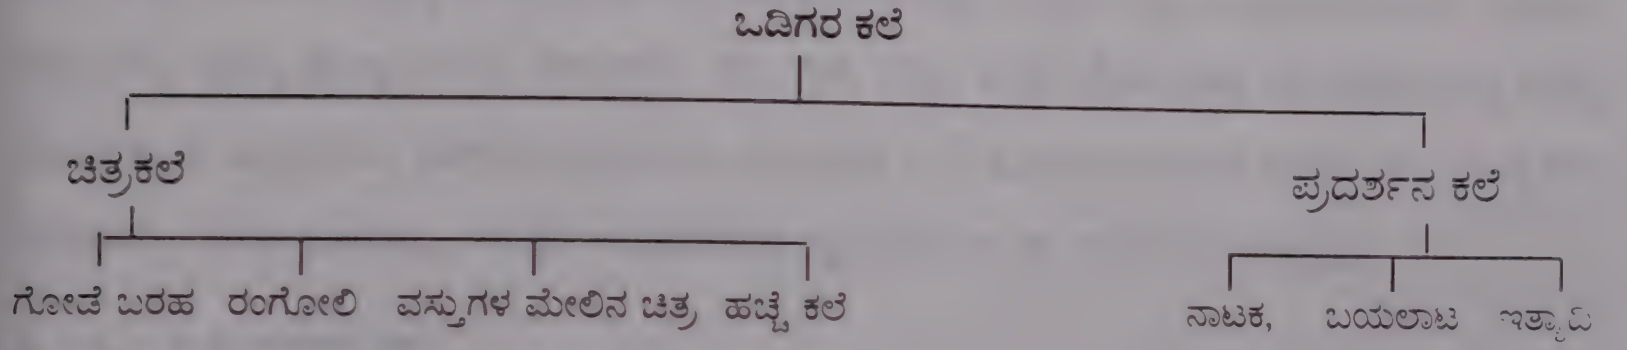 ಒಡಿಗರ ಕಲೆ
ಚಿತ್ರಕಲೆ ಪ್ರದರ್ಶನ ಕಲೆ
ಗೋಡೆ ಬರಹ ರಂಗೋಲಿ ವಸ್ತುಗಳ ಮೇಲಿನ ಚಿತ್ರ ಹಚ್ಚೆ ಕಲೆ ನಾಟಕ, ಬಯಲಾಟ ಇತ್ಯಾದಿ